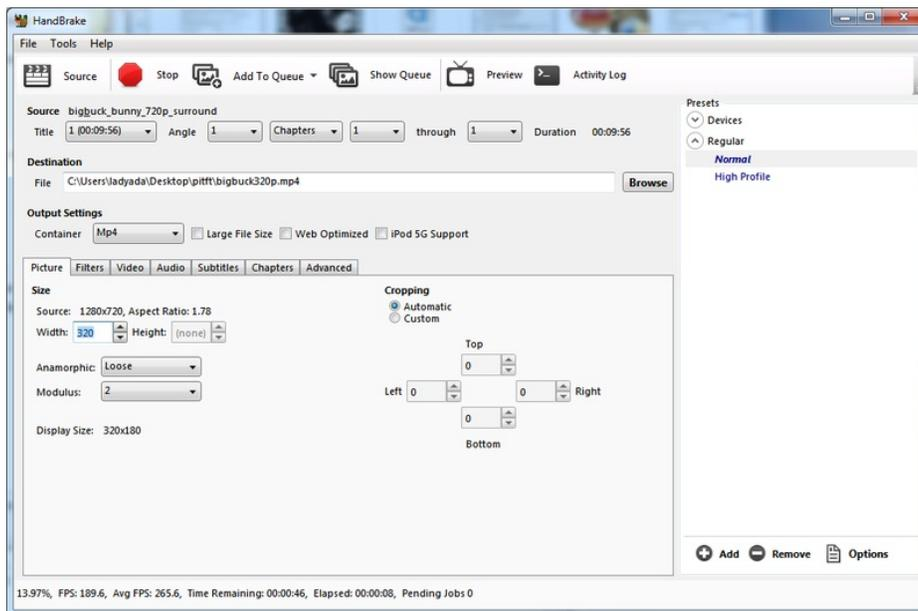 HandBrake
File Tools Help
Source Stop Add To Queue Show Queue Preview Activity Log
Source bigbuck_bunny_720p_surround
Title 1 (00:09:56) Angle 1 Chapters 1 through 1 Duration 00:09:56
Destination
File C:\Users\ladyada\Desktop\pitft\bigbuck320p.mp4 Browse
Output Settings
Container Mp4 Large File Size Web Optimized iPod 5G Support
Picture Filters Video Audio Subtitles Chapters Advanced
Size
Source: 1280x720, Aspect Ratio: 1.78
Width: 320 Height: (none)
Anamorphic: Loose
Modulus: 2
Display Size: 320x180
Cropping
Automatic
Custom
Top
0
Left 0 0 Right
0
Bottom
Presets
Devices
Regular
Normal
High Profile
Add Remove Options
13.97%, FPS: 189.6, Avg FPS: 265.6, Time Remaining: 00:00:46, Elapsed: 00:00:08, Pending Jobs 0